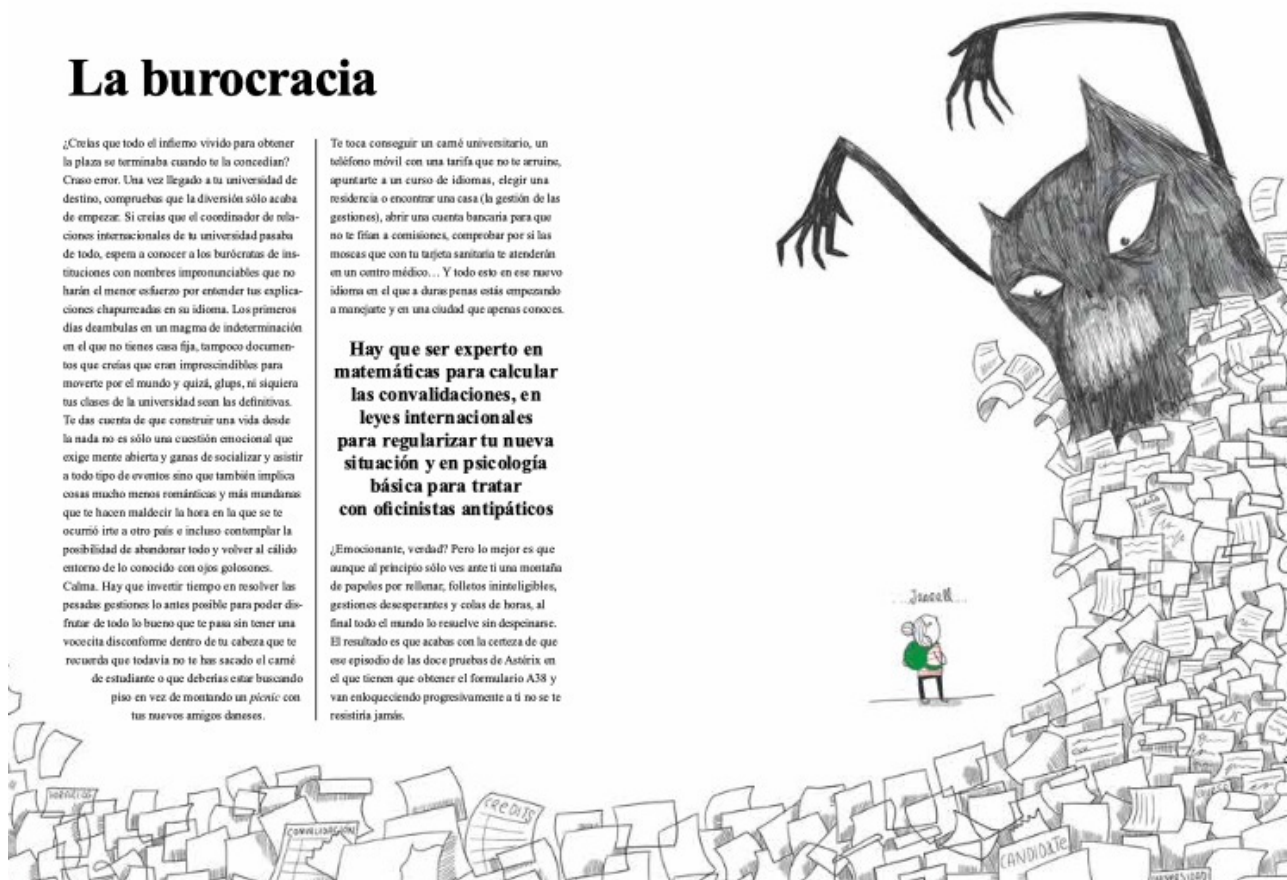 La burocracia
¿Creías que todo el infierno vivido para obtener
la plaza se terminaba cuando te la concedían?
Craso error. Una vez llegado a tu universidad de
destino, compruebas que la diversión sólo acaba
de empezar. Si creías que el coordinador de rela-
ciones internacionales de tu universidad pasaba
de todo, espera a conocer a los burócratas de ins-
tituciones con nombres impronunciables que no
harán el menor esfuerzo por entender tus explica-
ciones chapurreadas en su idioma. Los primeros
días deambulas en un magma de indeterminación
en el que no tienes casa fija, tampoco documen-
tos que creías que eran imprescindibles para
moverte por el mundo y quizá, glups, ni siquiera
tus clases de la universidad sean las definitivas.
Te das cuenta de que construir una vida desde
la nada no es sólo una cuestión emocional que
exige mente abierta y ganas de socializar y asistir
a todo tipo de eventos sino que también implica
cosas mucho menos románticas y más mundanas
que te hacen maldecir la hora en la que se te
ocurrió irte a otro país e incluso contemplar la
posibilidad de abandonar todo y volver al cálido
entorno de lo conocido con ojos golosones.
Calma. Hay que invertir tiempo en resolver las
pesadas gestiones lo antes posible para poder dis-
frutar de todo lo bueno que te pasa sin tener una
vocecita disconforme dentro de tu cabeza que te
recuerda que todavía no te has sacado el carné
de estudiante o que deberías estar buscando
piso en vez de montando un picnic con
tus nuevos amigos daneses.
Te toca conseguir un carné universitario, un
teléfono móvil con una tarifa que no te arruine,
apuntarte a un curso de idiomas, elegir una
residencia o encontrar una casa (la gestión de las
gestiones), abrir una cuenta bancaria para que
no te frían a comisiones, comprobar por si las
moscas que con tu tarjeta sanitaria te atenderán
en un centro médico... Y todo esto en ese nuevo
idioma en el que a duras penas estás empezando
a manejarte y en una ciudad que apenas conoces.
Hay que ser experto en
matemáticas para calcular
las convalidaciones, en
leyes internacionales
para regularizar tu nueva
situación y en psicología
básica para tratar
con oficinistas antipáticos
¿Emocionante, verdad? Pero lo mejor es que
aunque al principio sólo ves ante ti una montaña
de papeles por rellenar, folletos ininteligibles,
gestiones desesperantes y colas de horas, al
final todo el mundo lo resuelve sin despeinarse.
El resultado es que acabas con la certeza de que
ese episodio de las doce pruebas de Astérix en
el que tienen que obtener el formulario A38 y
van enloqueciendo progresivamente a ti no se te
resistiría jamás.
HORARIOS
CONVALIDACIÓN
CREDITS
CANDIDATE